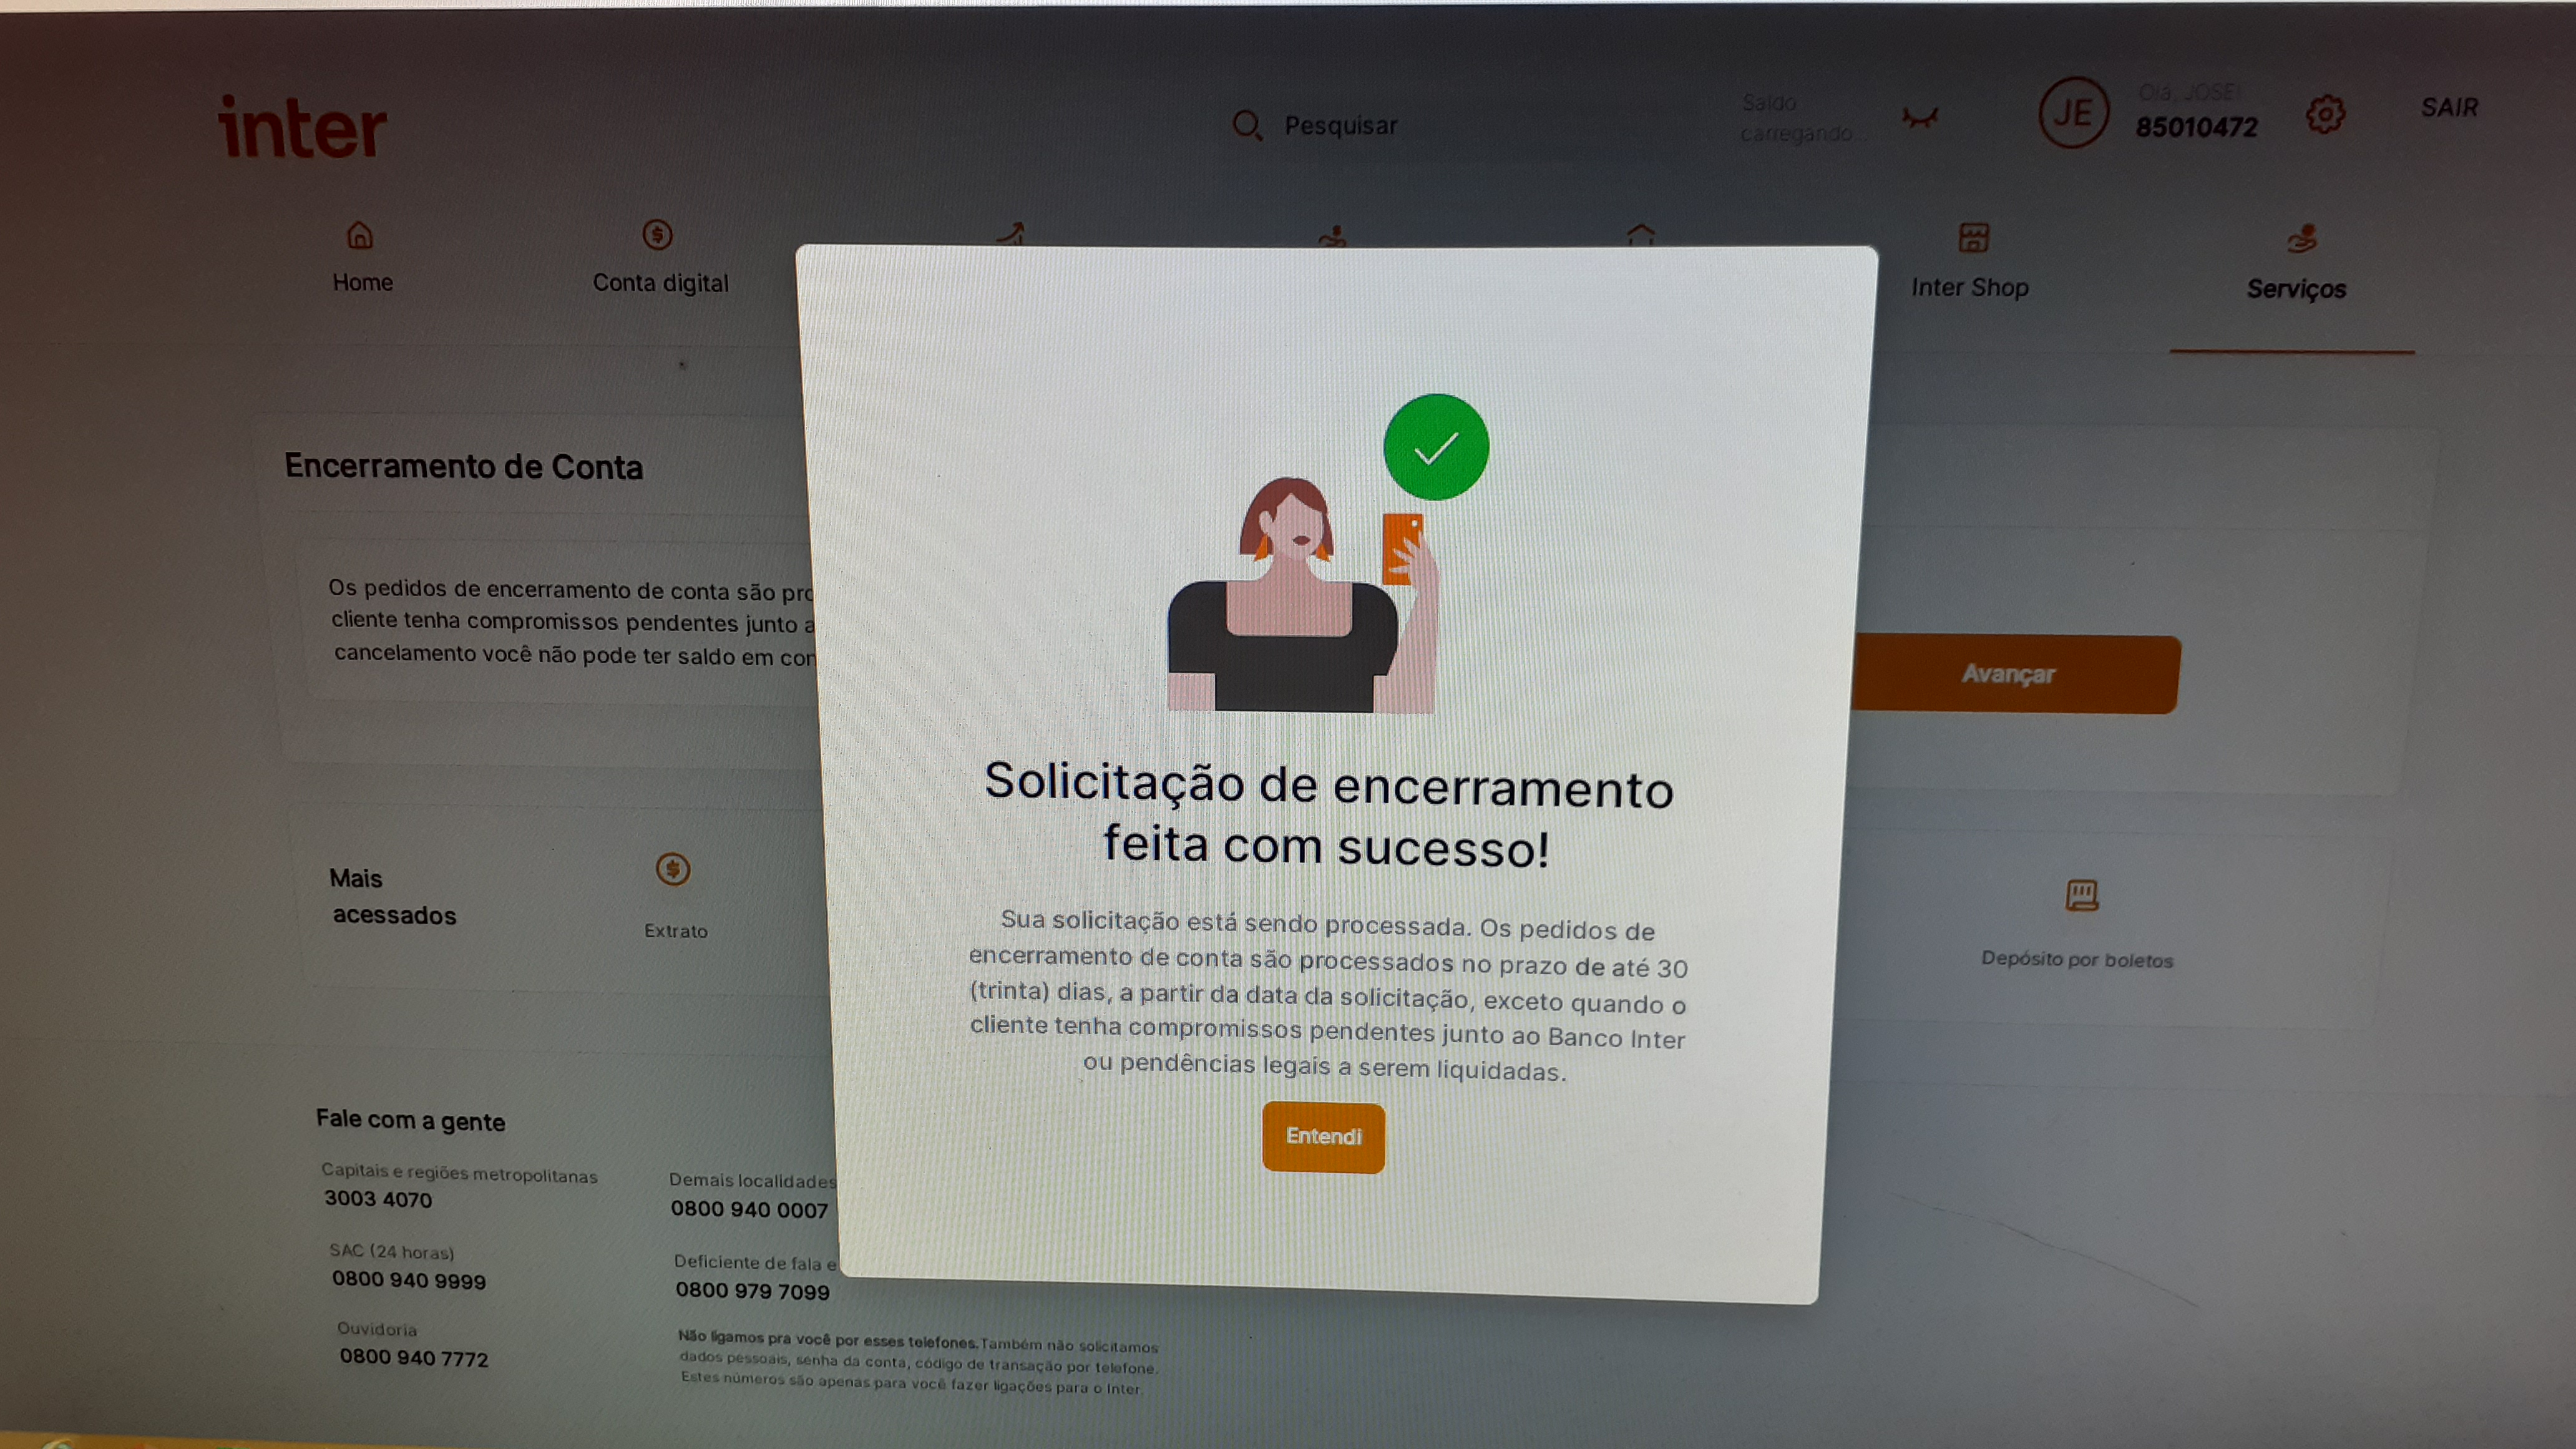 inter
Pesquisar
Saldo
carregando...
JE
Olá, JOSE
85010472
SAIR
Home
Conta digital
Inter Shop
Serviços
Encerramento de Conta
Os pedidos de encerramento de conta são pro
cliente tenha compromissos pendentes junto a
cancelamento você não pode ter saldo em con
Avançar
Solicitação de encerramento
feita com sucesso!
Sua solicitação está sendo processada. Os pedidos de
encerramento de conta são processados no prazo de até 30
(trinta) dias, a partir da data da solicitação, exceto quando o
cliente tenha compromissos pendentes junto ao Banco Inter
ou pendências legais a serem liquidadas.
Entendi
Mais
acessados
Extrato
Depósito por boletos
Fale com a gente
Capitais e regiões metropolitanas
3003 4070
Demais localidades
0800 940 0007
SAC (24 horas)
0800 940 9999
Deficiente de fala e
0800 979 7099
Ouvidoria
0800 940 7772
Não ligamos pra você por esses telefones. Também não solicitamos
dados pessoais, senha da conta, código de transação por telefone.
Estes números são apenas para você fazer ligações para o Inter.